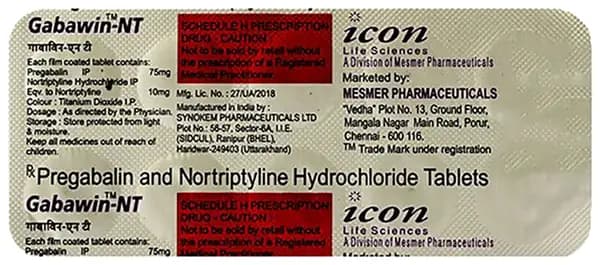 Gabawin-NT™
गाबाविन-एन टी
Each film coated tablet contains:
Pregabalin IP 75mg
Nortriptyline Hydrochloride IP
Eqv. to Nortriptyline 10mg
Colour : Titanium Dioxide I.P.
Dosage : As directed by the Physician.
Storage : Store protected from light
& moisture.
Keep all medicines out of reach of
children.
SCHEDULE H PRESCRIPTION
DRUG - CAUTION
Not to be sold by retail without
the prescription of a Registered
Medical Practitioner.
Mfg. Lic. No. : 27/UA/2018
Manufactured in India by :
SYNOKEM PHARMACEUTICALS LTD
Plot No.: 56-57, Sector-6A, I.I.E.
(SIDCUL), Ranipur (BHEL),
Haridwar-249403 (Uttarakhand)
icon
Life Sciences
A Division of Mesmer Pharmaceuticals
Marketed by:
MESMER PHARMACEUTICALS
"Vedha" Plot No. 13, Ground Floor,
Mangala Nagar Main Road, Porur,
Chennai - 600 116.
TM Trade Mark under registration
℞ Pregabalin and Nortriptyline Hydrochloride Tablets
Gabawin-NT™
गाबाविन-एन टी
Each film coated tablet contains:
Pregabalin IP 75mg
SCHEDULE H PRESCRIPTION
DRUG - CAUTION
Not to be sold by retail without
the prescription of a Registered
Medical Practitioner.
icon
Life Sciences
A Division of Mesmer Pharmaceuticals
Marketed by: